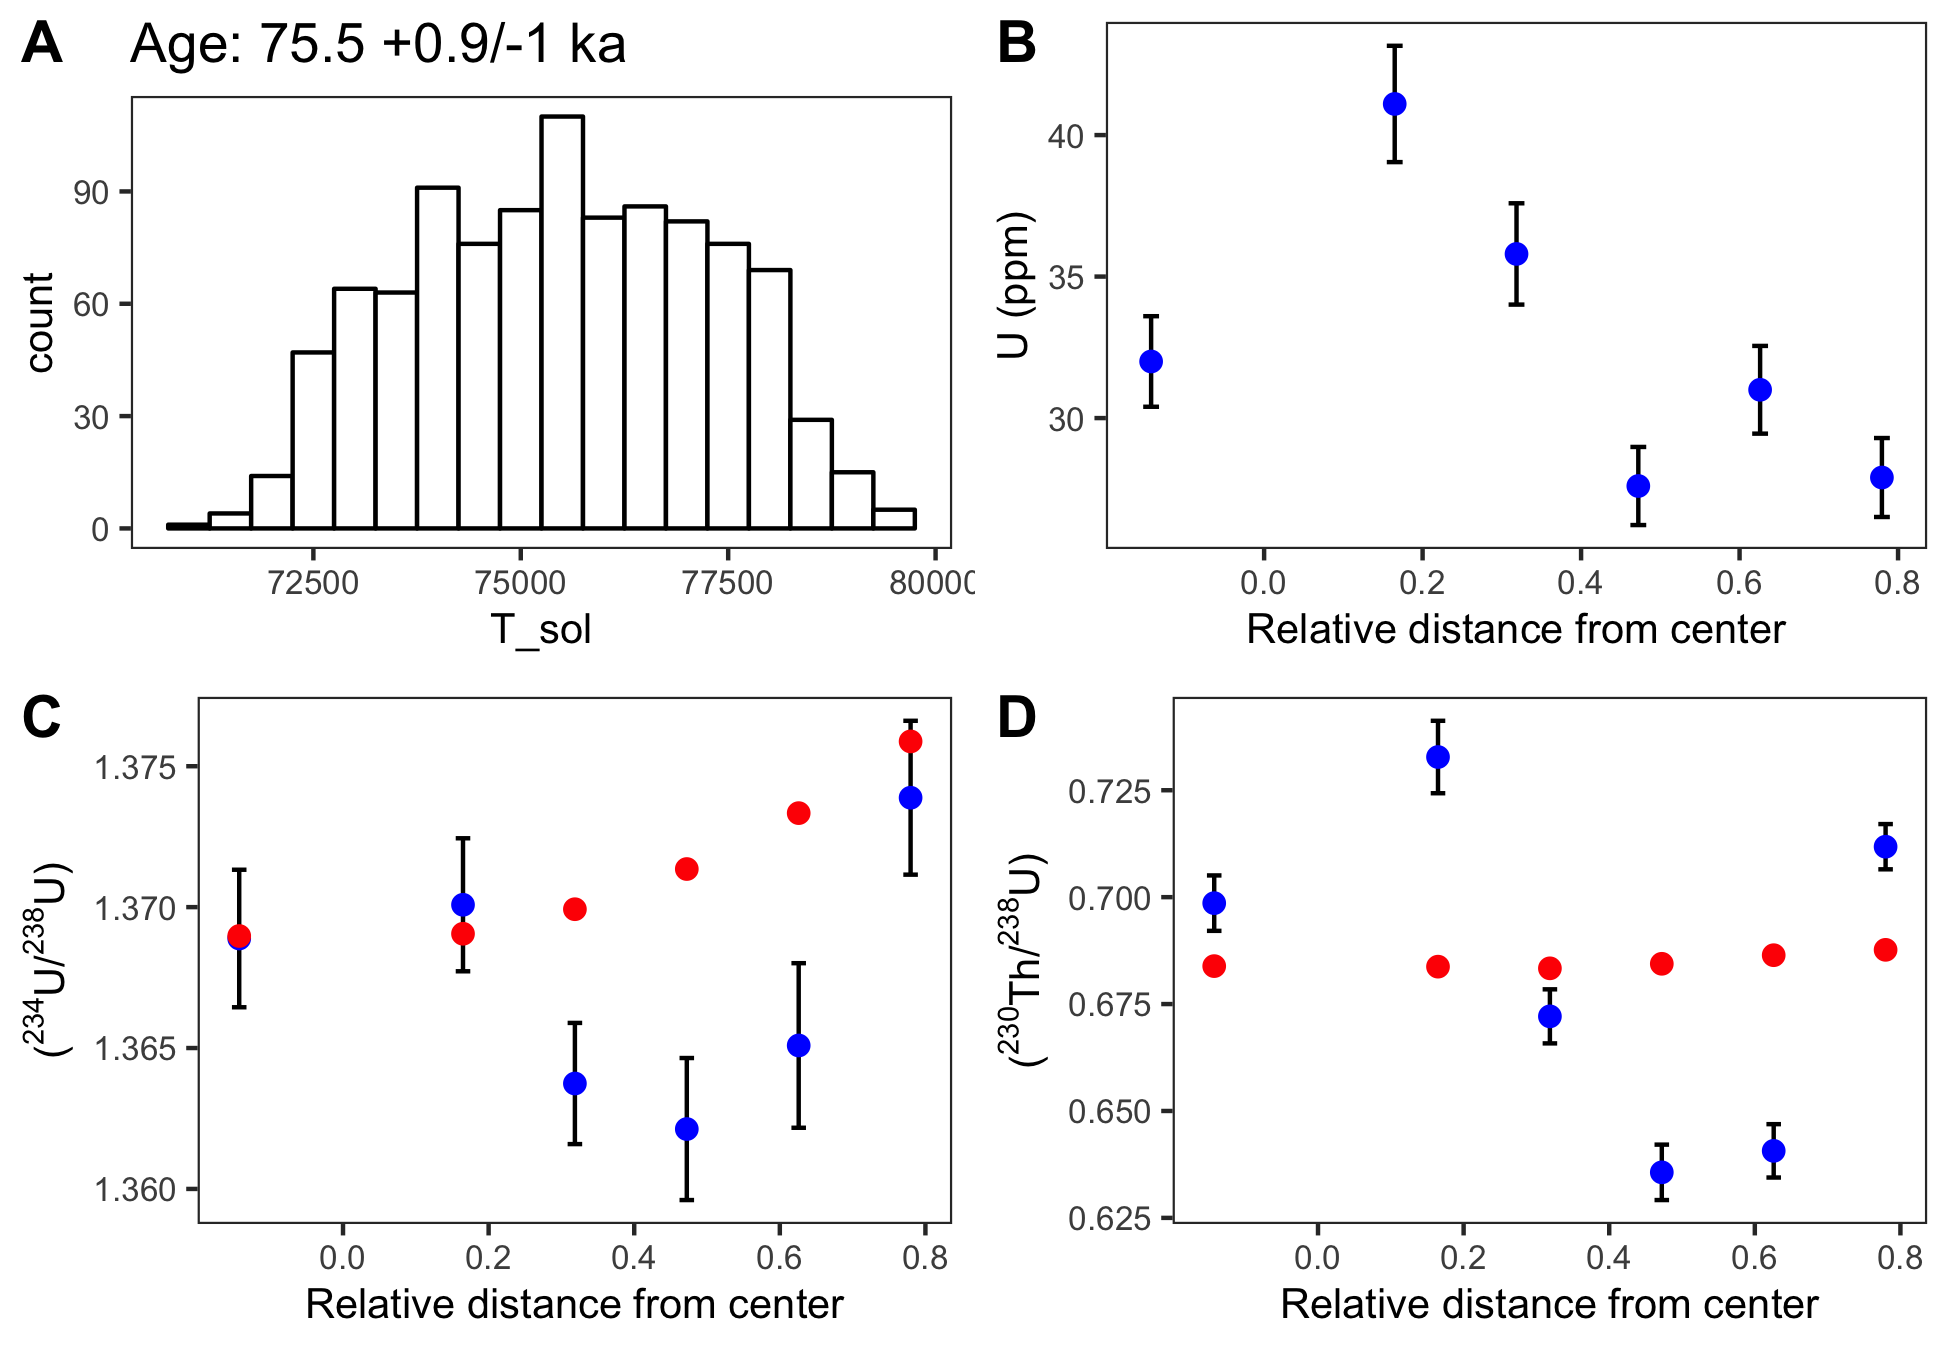 A Age: 75.5 +0.9/-1 ka
count
90
60
30
0
72500 75000 77500 8000
T_sol
B
U (ppm)
40
35
30
0.0 0.2 0.4 0.6 0.8
Relative distance from center
C
(²³⁴U/²³⁸U)
1.375
1.370
1.365
1.360
0.0 0.2 0.4 0.6 0.8
Relative distance from center
D
(²³⁰Th/²³⁸U)
0.725
0.700
0.675
0.650
0.625
0.0 0.2 0.4 0.6 0.8
Relative distance from center